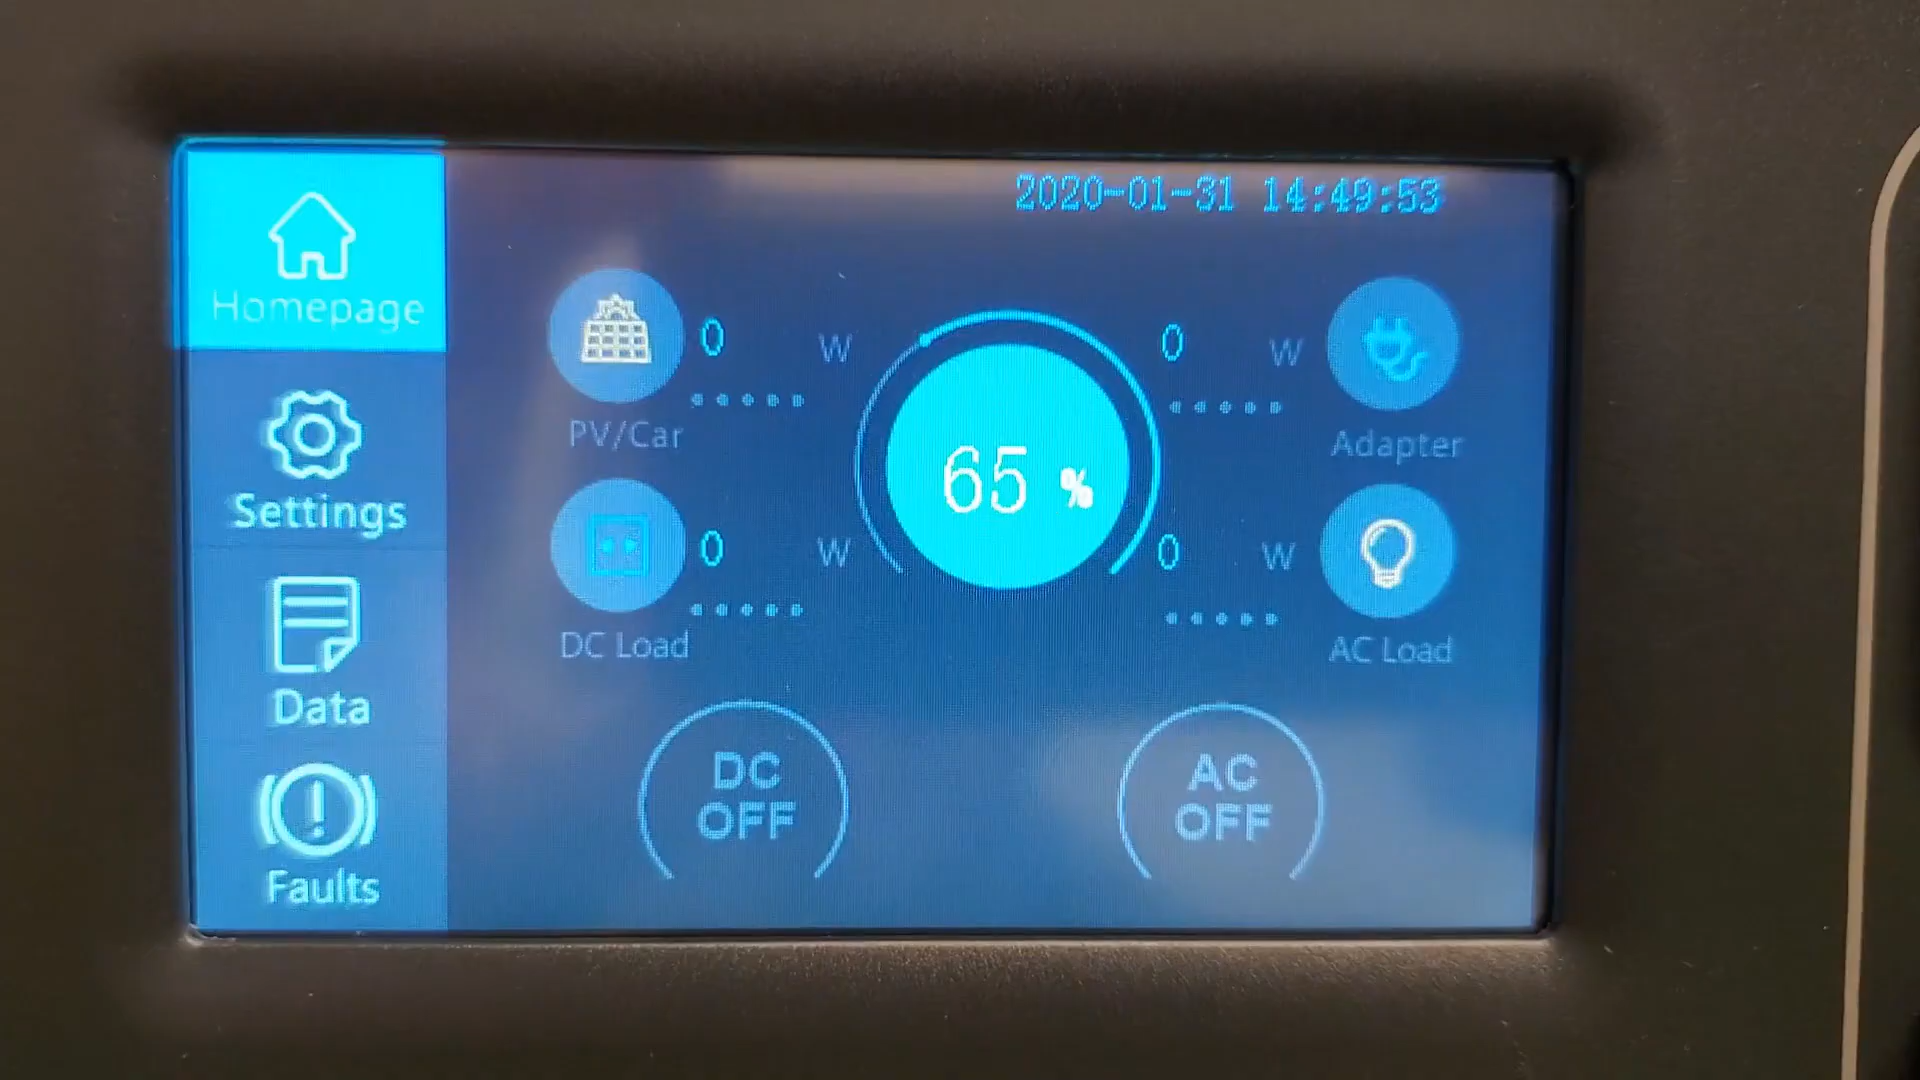 Homepage
Settings
Data
Faults
2020-01-31 14:49:53
0 W
PV/Car
0 W
Adapter
65 %
0 W
DC Load
0 W
AC Load
DC
OFF
AC
OFF